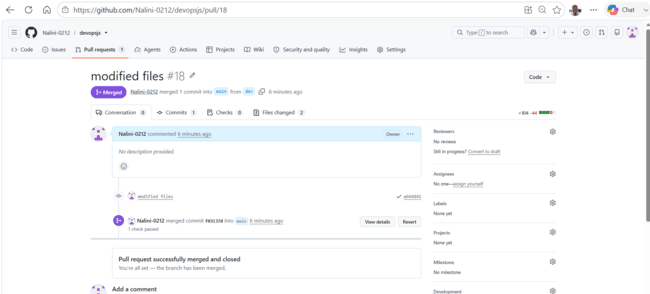 https://github.com/Nalini-0212/devopsjs/pull/18
Chat
Nalini-0212 / devopsjs
Type / to search
Code
Issues
Pull requests 1
Agents
Actions
Projects
Wiki
Security and quality
Insights
Settings
modified files #18
Code
Merged
Nalini-0212 merged 1 commit into main from dev 6 minutes ago
Conversation 0
Commits 1
Checks 0
Files changed 2
+104 -44
Nalini-0212 commented 6 minutes ago
Owner
No description provided.
modified files
Nalini-0212 merged commit into main 6 minutes ago
1 check passed
View details
Revert
Pull request successfully merged and closed
You're all set — the branch has been merged.
Add a comment
Reviewers
No reviews
Still in progress? Convert to draft
Assignees
No one—assign yourself
Labels
None yet
Projects
None yet
Milestone
No milestone
Development